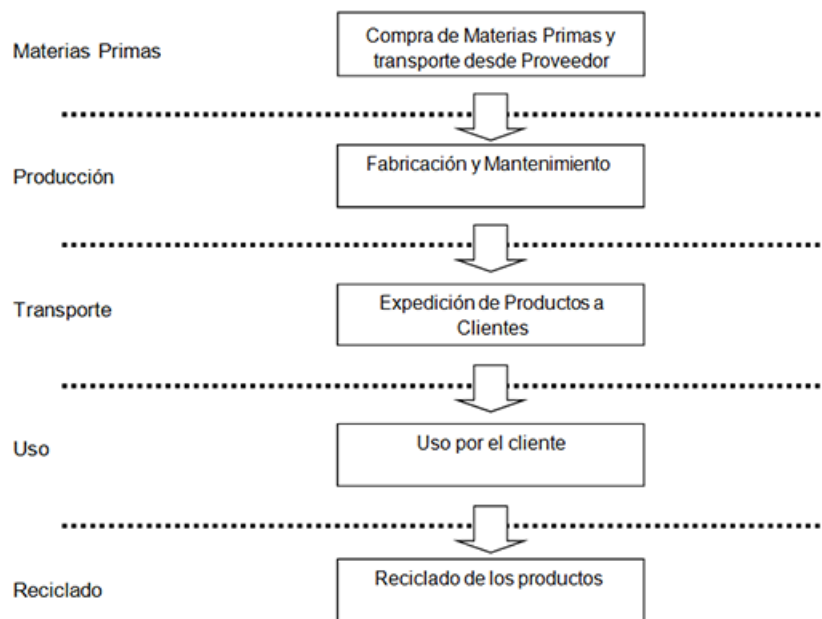 Materias Primas
Compra de Materias Primas y
transporte desde Proveedor
Producción
Fabricación y Mantenimiento
Transporte
Expedición de Productos a
Clientes
Uso
Uso por el cliente
Reciclado
Reciclado de los productos